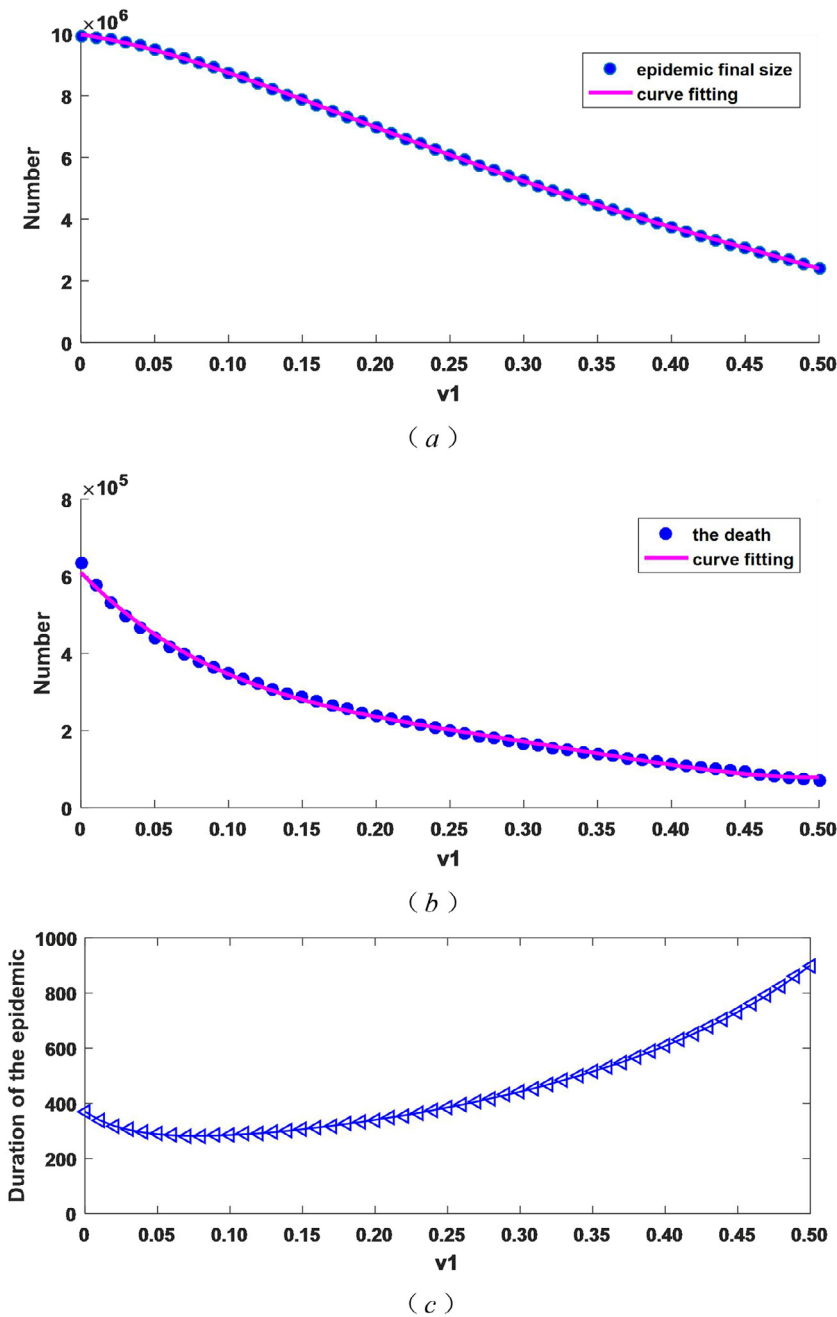 ×10⁶
10
8
6
4
2
0
Number
epidemic final size
curve fitting
0 0.05 0.10 0.15 0.20 0.25 0.30 0.35 0.40 0.45 0.50
v1
(a)
×10⁵
8
6
4
2
0
Number
the death
curve fitting
0 0.05 0.10 0.15 0.20 0.25 0.30 0.35 0.40 0.45 0.50
v1
(b)
1000
800
600
400
200
0
Duration of the epidemic
0 0.05 0.10 0.15 0.20 0.25 0.30 0.35 0.40 0.45 0.50
v1
(c)